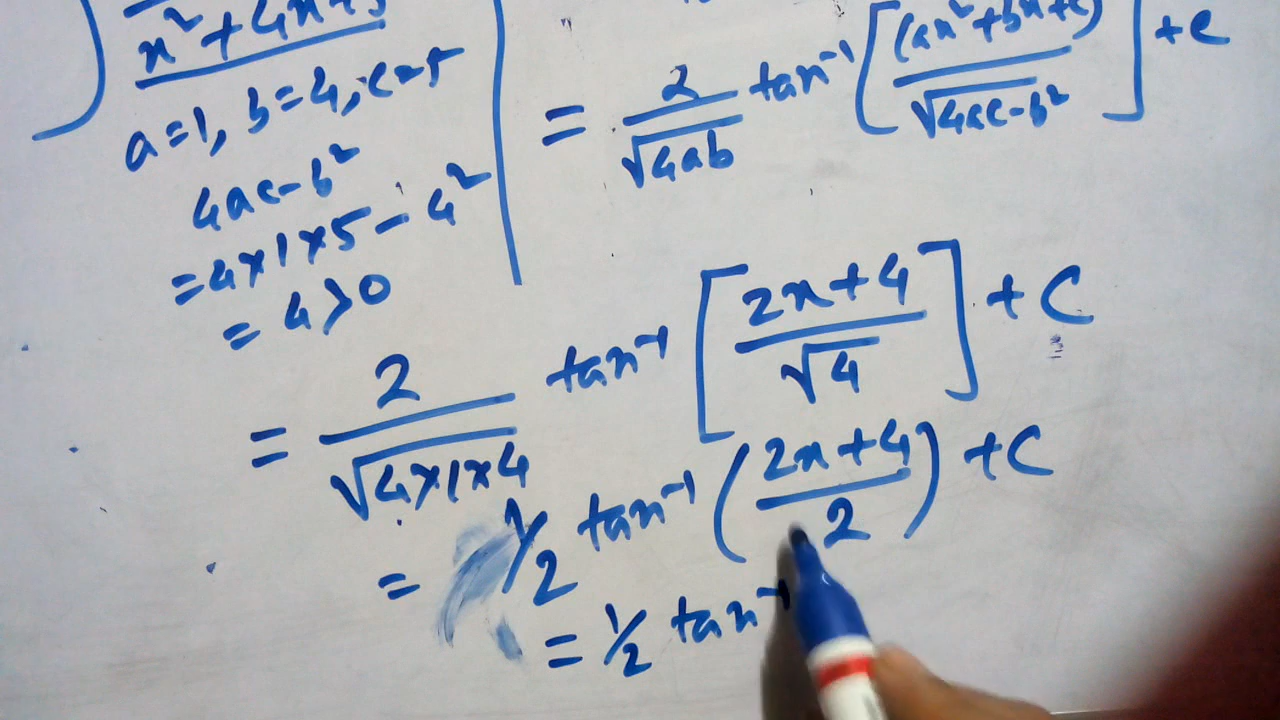 x²+4x+5
a=1, b=4, c=5
4ac-b²
=4×1×5-4²
= 4>0
= 2/√4ab tan⁻¹ [(ax²+bx+c)/√4ac-b²] +c
= 2/√4×1×4 tan⁻¹ [2x+4/√4] + C
= 1/2 tan⁻¹ (2x+4/2) +C
= 1/2 tan⁻¹